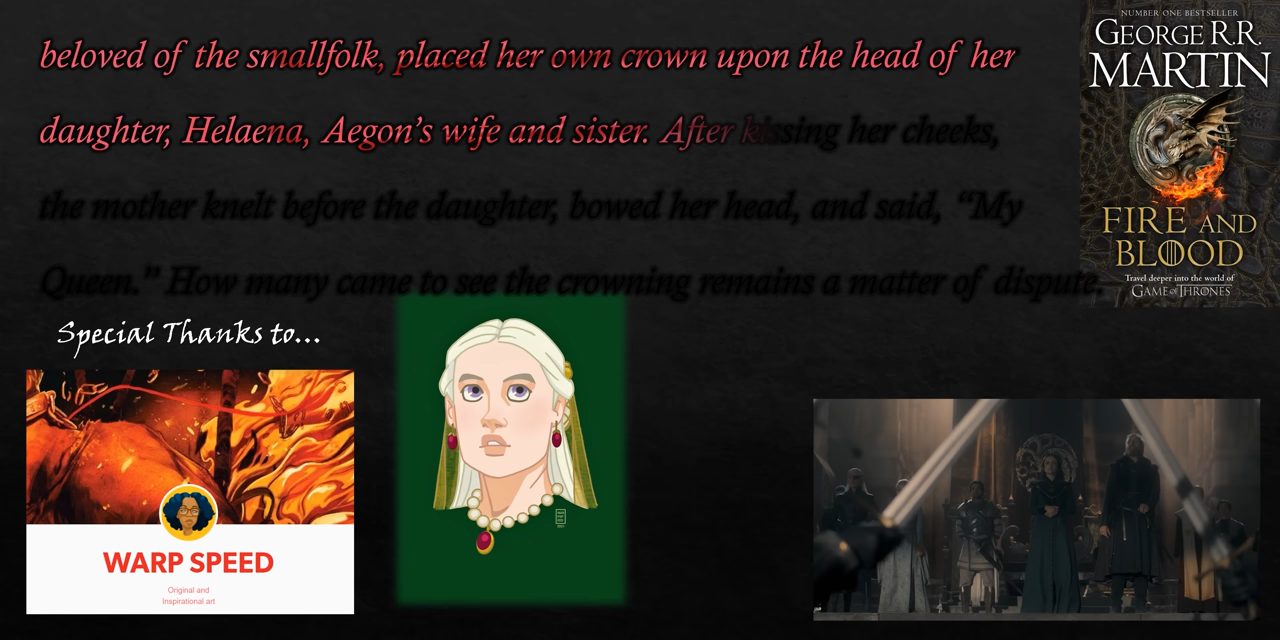 beloved of the smallfolk, placed her own crown upon the head of her
daughter, Helaena, Aegon’s wife and sister. After kissing her cheeks,
the mother knelt before the daughter, bowed her head, and said, “My
Queen.” How many came to see the crowning remains a matter of dispute.
NUMBER ONE BESTSELLER
GEORGE R.R.
MARTIN
FIRE AND
BLOOD
Travel deeper into the world of
GAME OF THRONES
Special Thanks to...
WARP SPEED
Original and
Inspirational art